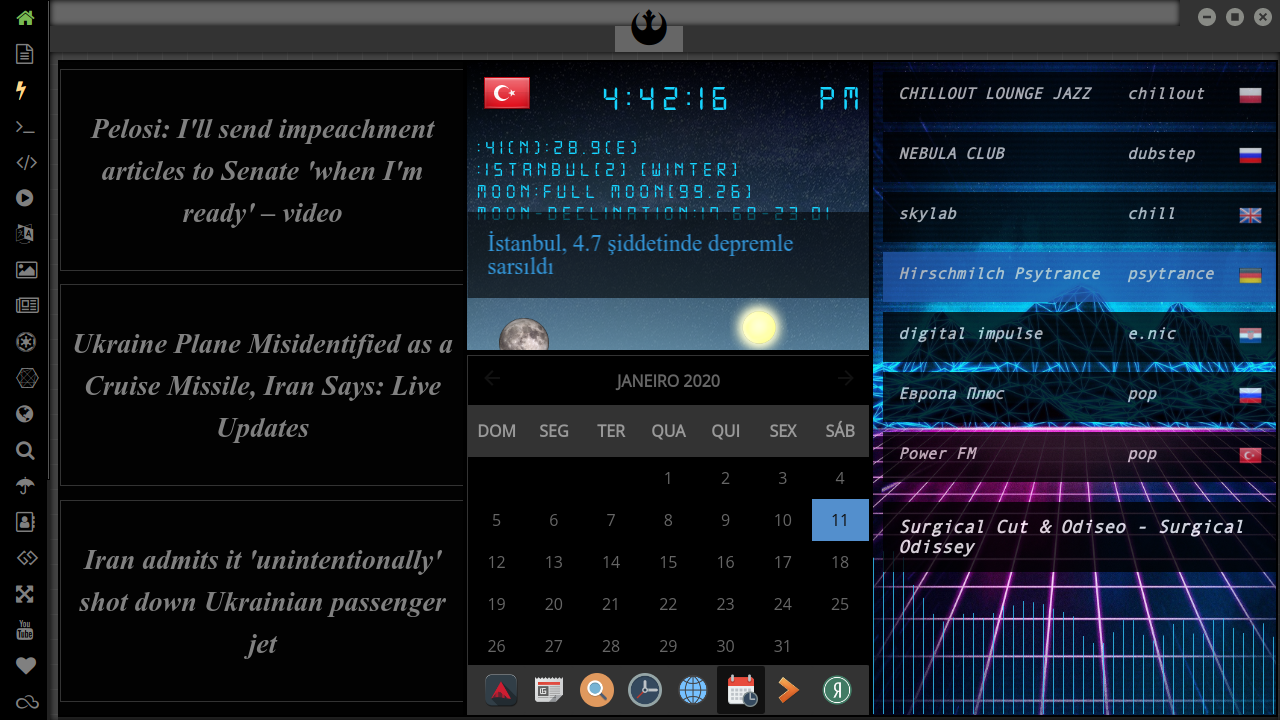 Pelosi: I'll send impeachment
articles to Senate 'when I'm
ready' – video
Ukraine Plane Misidentified as a
Cruise Missile, Iran Says: Live
Updates
Iran admits it 'unintentionally'
shot down Ukrainian passenger
jet
4:42:16 PM
:41(N):28.9(E)
:ISTANBUL(2) (WINTER)
MOON:FULL MOON(99.26)
MOON-DECLINATION:17.68-23.01
İstanbul, 4.7 şiddetinde depremle
sarsıldı
JANEIRO 2020
DOM SEG TER QUA QUI SEX SÁB
1 2 3 4
5 6 7 8 9 10 11
12 13 14 15 16 17 18
19 20 21 22 23 24 25
26 27 28 29 30 31
CHILLOUT LOUNGE JAZZ chillout
NEBULA CLUB dubstep
skylab chill
Hirschmilch Psytrance psytrance
digital impulse e.nic
Европа Плюс pop
Power FM pop
Surgical Cut & Odiseo - Surgical
Odissey
You
Tube
Я